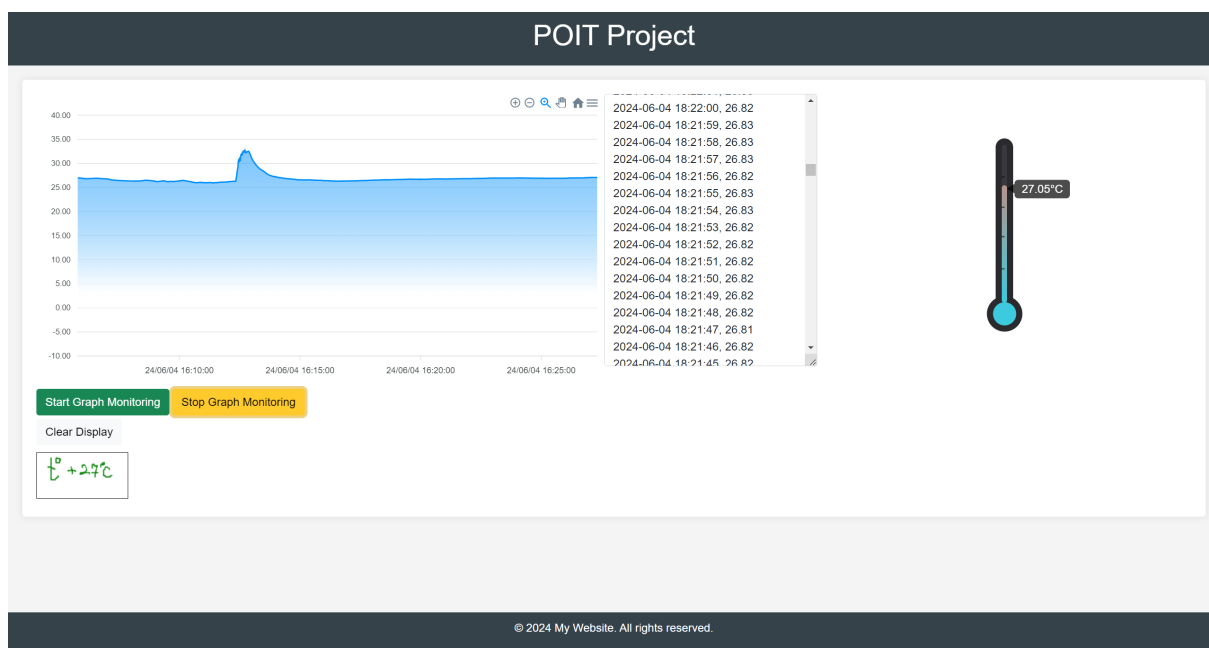 POIT Project
40.00
35.00
30.00
25.00
20.00
15.00
10.00
5.00
0.00
-5.00
-10.00
24/06/04 16:10:00
24/06/04 16:15:00
24/06/04 16:20:00
24/06/04 16:25:00
2024-06-04 18:22:00, 26.82
2024-06-04 18:21:59, 26.83
2024-06-04 18:21:58, 26.83
2024-06-04 18:21:57, 26.83
2024-06-04 18:21:56, 26.82
2024-06-04 18:21:55, 26.83
2024-06-04 18:21:54, 26.83
2024-06-04 18:21:53, 26.82
2024-06-04 18:21:52, 26.82
2024-06-04 18:21:51, 26.82
2024-06-04 18:21:50, 26.82
2024-06-04 18:21:49, 26.82
2024-06-04 18:21:48, 26.82
2024-06-04 18:21:47, 26.81
2024-06-04 18:21:46, 26.82
2024-06-04 18:21:45, 26.82
27.05°C
Start Graph Monitoring
Stop Graph Monitoring
Clear Display
t° +27°C
© 2024 My Website. All rights reserved.